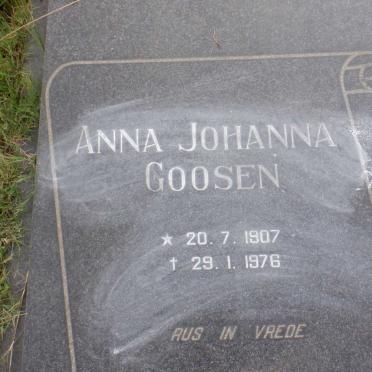 ANNA JOHANNA
GOOSEN
★ 20. 7. 1907
† 29. 1. 1976
RUS IN VREDE